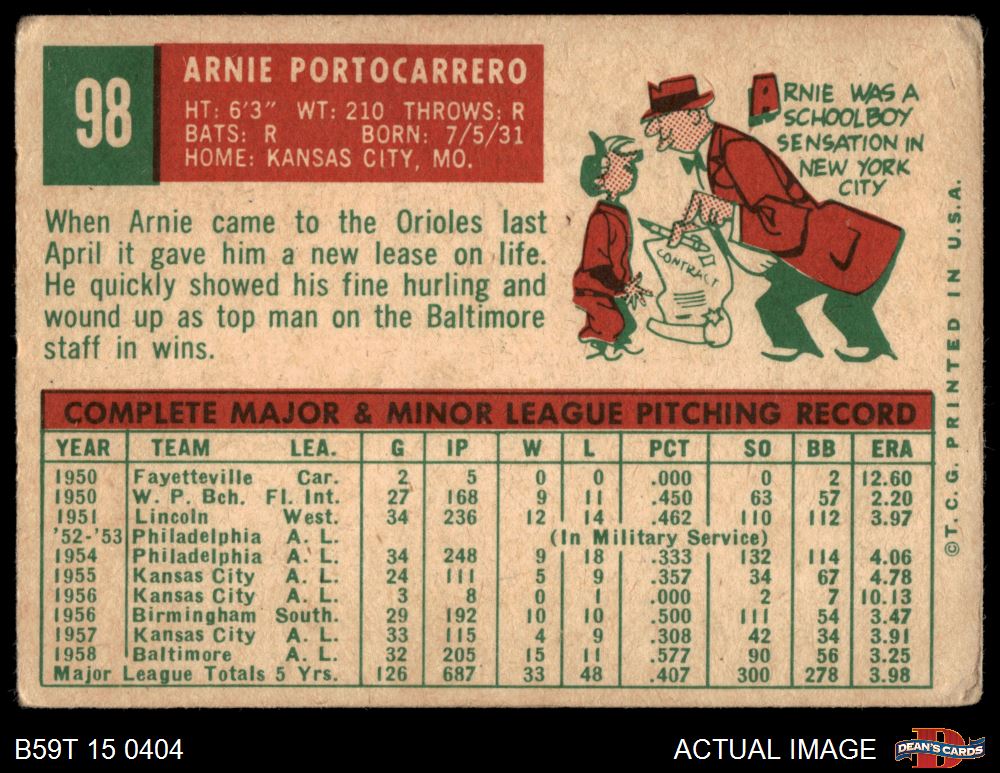 98
ARNIE PORTOCARRERO
HT: 6'3" WT: 210 THROWS: R
BATS: R BORN: 7/5/31
HOME: KANSAS CITY, MO.
When Arnie came to the Orioles last
April it gave him a new lease on life.
He quickly showed his fine hurling and
wound up as top man on the Baltimore
staff in wins.
ARNIE WAS A
SCHOOLBOY
SENSATION IN
NEW YORK
CITY
CONTRACT
©T. C. G. PRINTED IN U.S.A.
COMPLETE MAJOR & MINOR LEAGUE PITCHING RECORD
YEAR TEAM LEA. G IP W L PCT SO BB ERA
1950 Fayetteville Car. 2 5 0 0 .000 0 2 12.60
1950 W. P. Bch. Fl. Int. 27 168 9 11 .450 63 57 2.20
1951 Lincoln West. 34 236 12 14 .462 110 112 3.97
'52-'53 Philadelphia A. L. (In Military Service)
1954 Philadelphia A. L. 34 248 9 18 .333 132 114 4.06
1955 Kansas City A. L. 24 111 5 9 .357 34 67 4.78
1956 Kansas City A. L. 3 8 0 1 .000 2 7 10.13
1956 Birmingham South. 29 192 10 10 .500 111 54 3.47
1957 Kansas City A. L. 33 115 4 9 .308 42 34 3.91
1958 Baltimore A. L. 32 205 15 11 .577 90 56 3.25
Major League Totals 5 Yrs. 126 687 33 48 .407 300 278 3.98
B59T 15 0404
ACTUAL IMAGE
D
DEAN'S CARDS